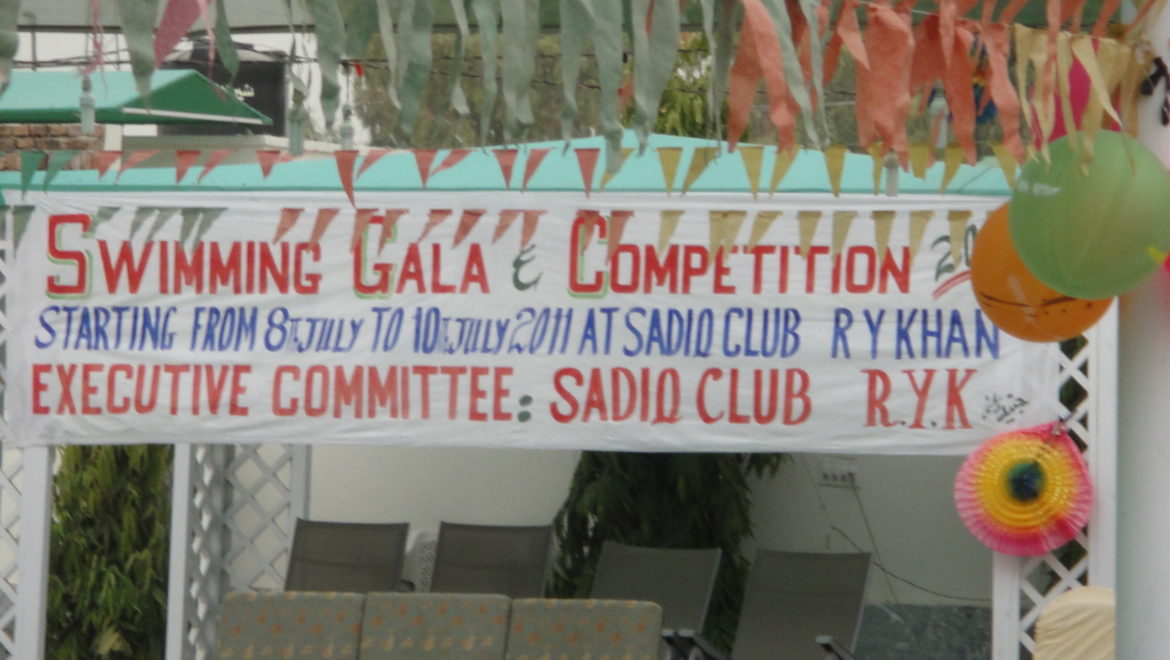 SWIMMING GALA & COMPETITION
STARTING FROM 8TH JULY TO 10TH JULY 2011 AT SADIQ CLUB R Y KHAN
EXECUTIVE COMMITTEE: SADIQ CLUB R.Y.K